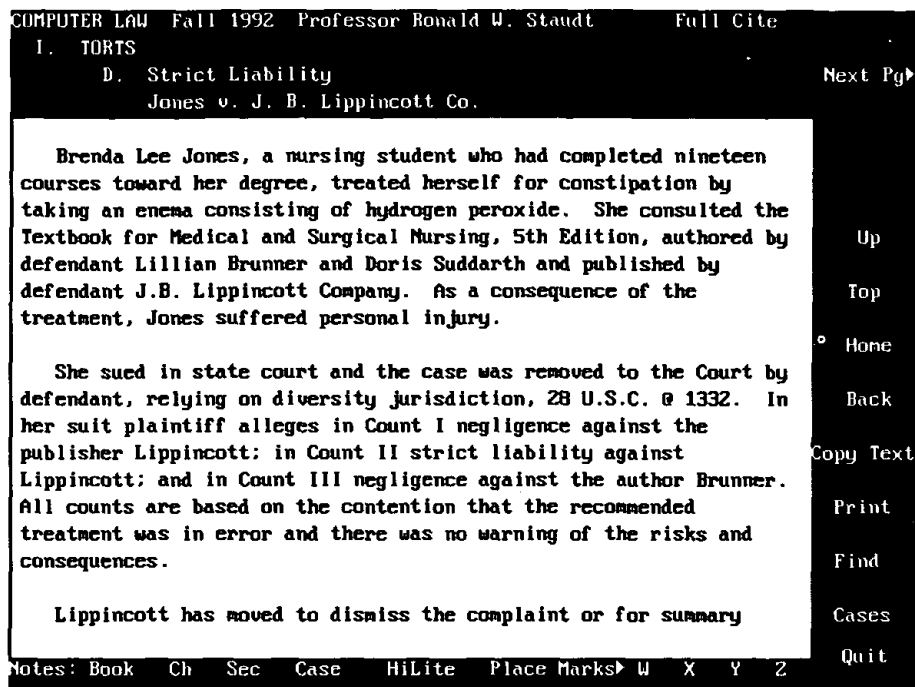 COMPUTER LAW Fall 1992 Professor Ronald W. Staudt Full Cite
I. TORTS
D. Strict Liability
Jones v. J. B. Lippincott Co.
Next Pg
Brenda Lee Jones, a nursing student who had completed nineteen
courses toward her degree, treated herself for constipation by
taking an enema consisting of hydrogen peroxide. She consulted the
Textbook for Medical and Surgical Nursing, 5th Edition, authored by
defendant Lillian Brunner and Doris Suddarth and published by
defendant J.B. Lippincott Company. As a consequence of the
treatment, Jones suffered personal injury.
She sued in state court and the case was removed to the Court by
defendant, relying on diversity jurisdiction, 28 U.S.C. @ 1332. In
her suit plaintiff alleges in Count I negligence against the
publisher Lippincott; in Count II strict liability against
Lippincott; and in Count III negligence against the author Brunner.
All counts are based on the contention that the recommended
treatment was in error and there was no warning of the risks and
consequences.
Lippincott has moved to dismiss the complaint or for summary
Up
Top
Home
Back
Copy Text
Print
Find
Cases
Quit
Notes: Book Ch Sec Case HiLite Place Marks W X Y Z